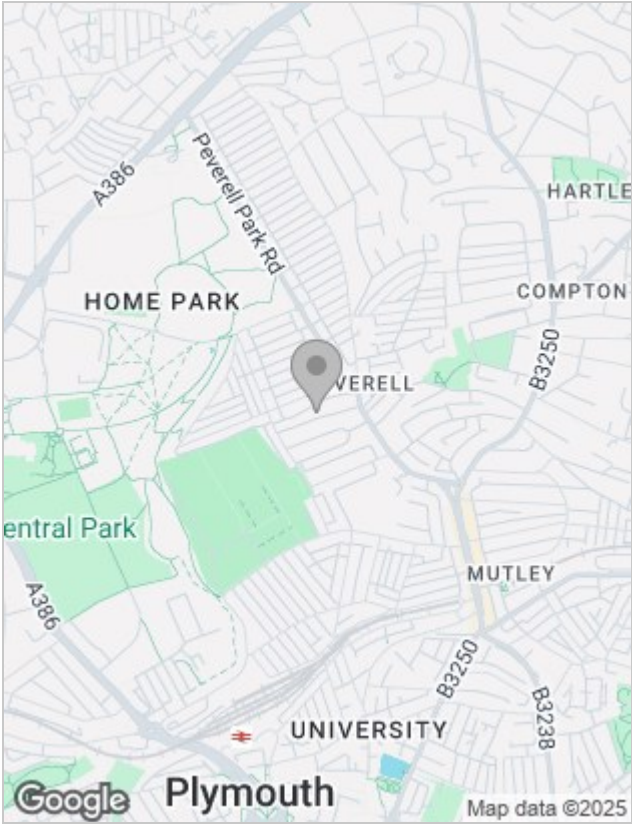 A386
Peverell Park Rd
HARTLE
HOME PARK
COMPTON
B3250
VERELL
entral Park
A386
MUTLEY
B3250
B3238
UNIVERSITY
Plymouth
Google
Map data ©2025